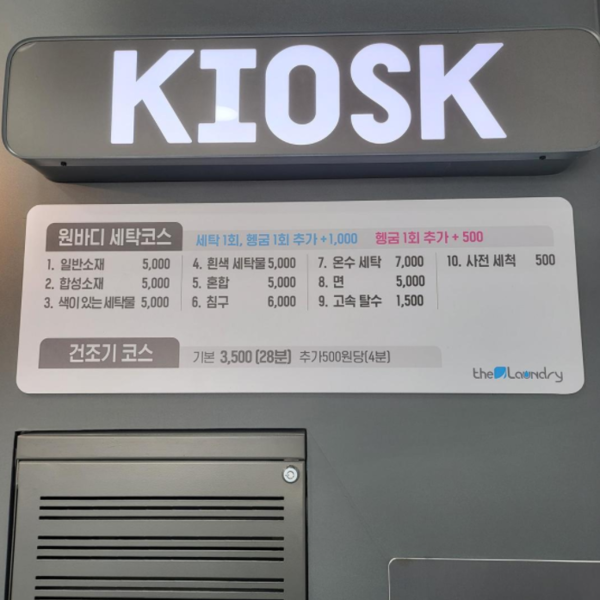 KIOSK
원바디 세탁코스 세탁 1회, 헹굼 1회 추가 +1,000 헹굼 1회 추가 + 500
1. 일반소재 5,000 4. 흰색 세탁물 5,000 7. 온수 세탁 7,000 10. 사전 세척 500
2. 합성소재 5,000 5. 혼합 5,000 8. 면 5,000
3. 색이 있는 세탁물 5,000 6. 침구 6,000 9. 고속 탈수 1,500
건조기 코스 기본 3,500 (28분) 추가500원당(4분)
the Laundry